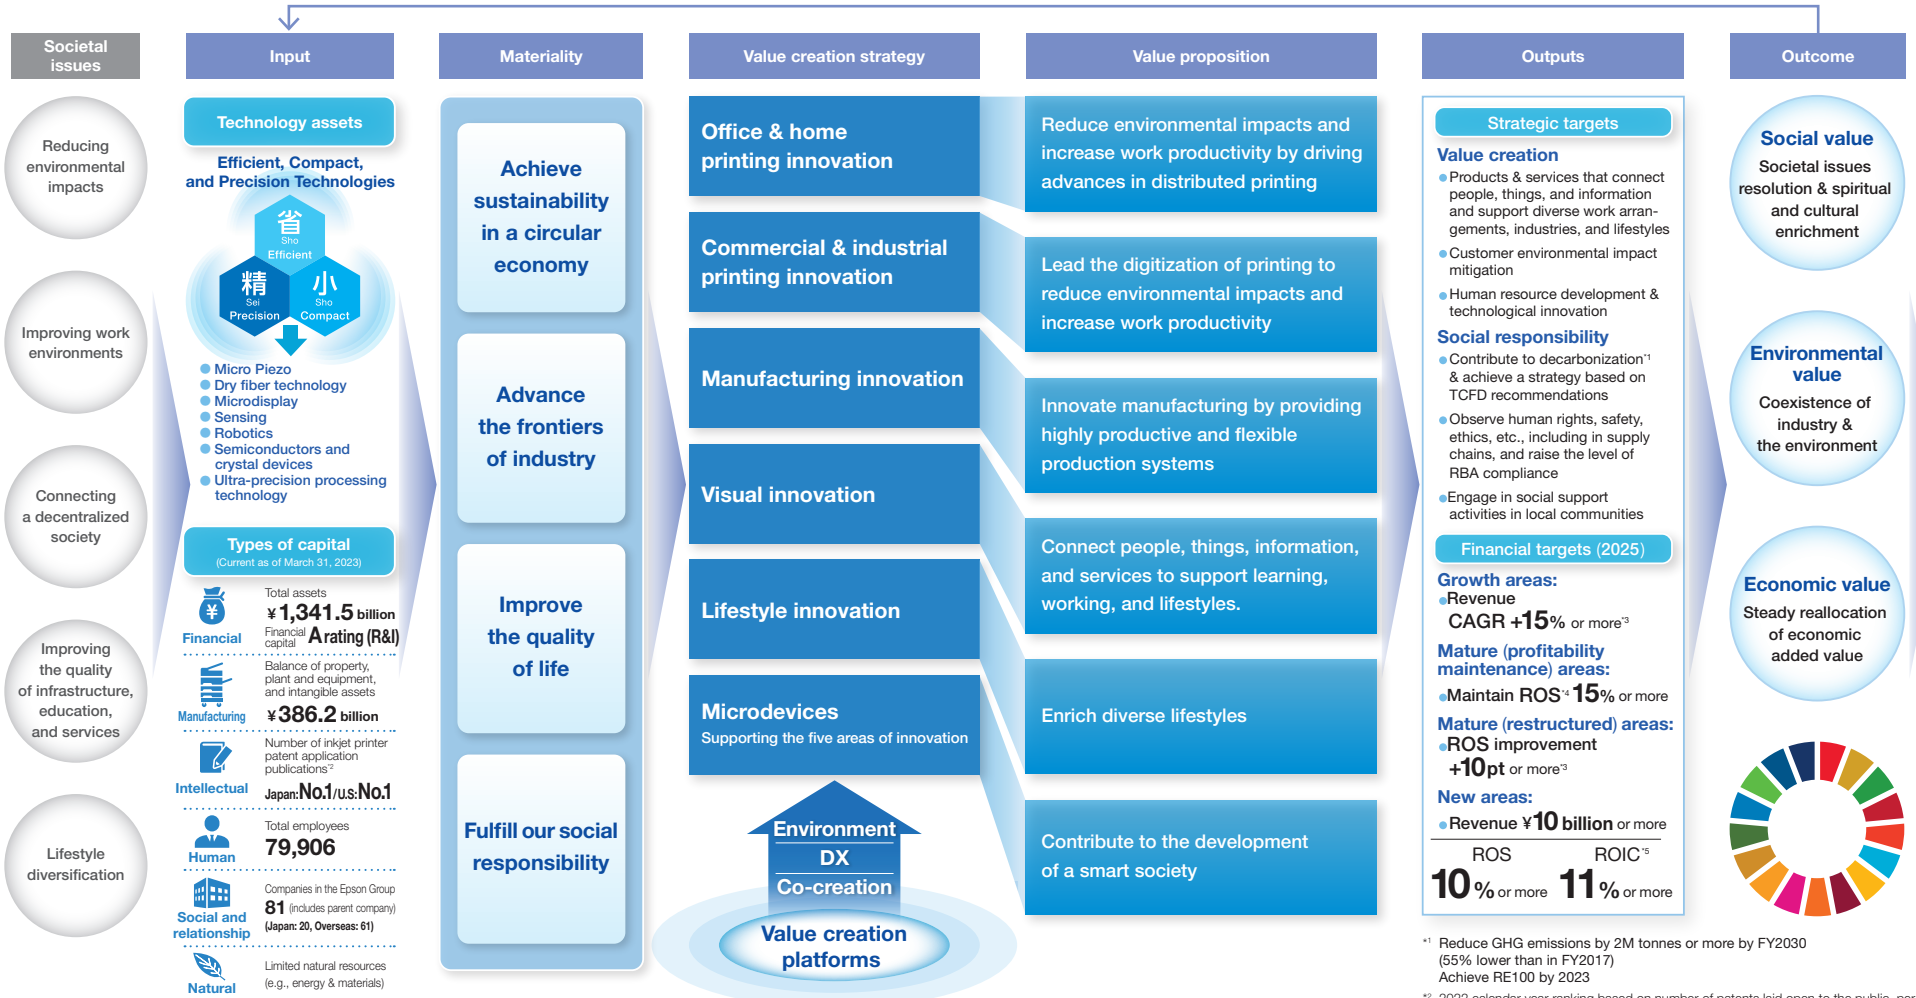 Societal
issues
Input
Materiality
Value creation strategy
Value proposition
Outputs
Outcome
Reducing
environmental
impacts
Improving work
environments
Connecting
a decentralized
society
Improving
the quality
of infrastructure,
education,
and services
Lifestyle
diversification
Technology assets
Efficient, Compact,
and Precision Technologies
省
Sho
Efficient
精
Sei
Precision
小
Sho
Compact
Micro Piezo
Dry fiber technology
Microdisplay
Sensing
Robotics
Semiconductors and
crystal devices
Ultra-precision processing
technology
Types of capital
(Current as of March 31, 2023)
Financial
Total assets
¥1,341.5 billion
Financial capital A rating (R&I)
Manufacturing
Balance of property,
plant and equipment,
and intangible assets
¥386.2 billion
Intellectual
Number of inkjet printer
patent application
publications*2
Japan: No.1 / U.S: No.1
Human
Total employees
79,906
Social and
relationship
Companies in the Epson Group
81 (includes parent company)
(Japan: 20, Overseas: 61)
Natural
Limited natural resources
(e.g., energy & materials)
Achieve
sustainability
in a circular
economy
Advance
the frontiers
of industry
Improve
the quality
of life
Fulfill our social
responsibility
Office & home
printing innovation
Commercial & industrial
printing innovation
Manufacturing innovation
Visual innovation
Lifestyle innovation
Microdevices
Supporting the five areas of innovation
Environment
DX
Co-creation
Value creation
platforms
Reduce environmental impacts and
increase work productivity by driving
advances in distributed printing
Lead the digitization of printing to
reduce environmental impacts and
increase work productivity
Innovate manufacturing by providing
highly productive and flexible
production systems
Connect people, things, information,
and services to support learning,
working, and lifestyles.
Enrich diverse lifestyles
Contribute to the development
of a smart society
Strategic targets
Value creation
Products & services that connect
people, things, and information
and support diverse work arran-
gements, industries, and lifestyles
Customer environmental impact
mitigation
Human resource development &
technological innovation
Social responsibility
Contribute to decarbonization*1
& achieve a strategy based on
TCFD recommendations
Observe human rights, safety,
ethics, etc., including in supply
chains, and raise the level of
RBA compliance
Engage in social support
activities in local communities
Financial targets (2025)
Growth areas:
Revenue
CAGR +15% or more*3
Mature (profitability
maintenance) areas:
Maintain ROS*4 15% or more
Mature (restructured) areas:
ROS improvement
+10pt or more*3
New areas:
Revenue ¥10 billion or more
ROS
10% or more
ROIC*5
11% or more
*1 Reduce GHG emissions by 2M tonnes or more by FY2030
(55% lower than in FY2017)
Achieve RE100 by 2023
Social value
Societal issues
resolution & spiritual
and cultural
enrichment
Environmental
value
Coexistence of
industry &
the environment
Economic value
Steady reallocation
of economic
added value